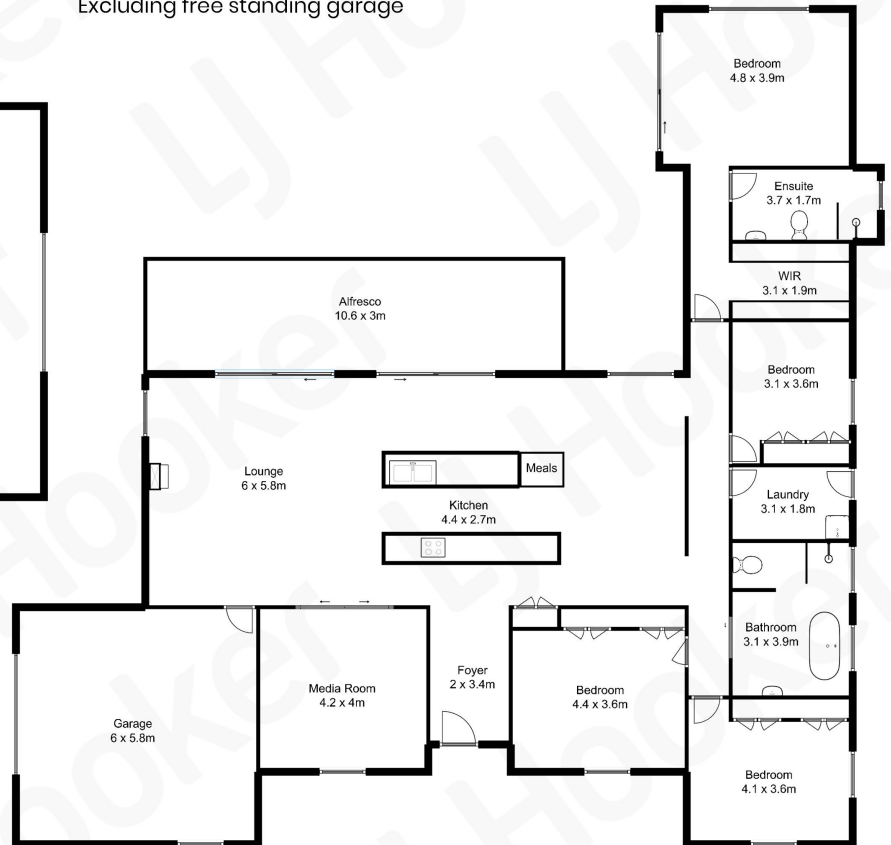 Excluding free standing garage
Bedroom
4.8 x 3.9m
Ensuite
3.7 x 1.7m
WIR
3.1 x 1.9m
Alfresco
10.6 x 3m
Bedroom
3.1 x 3.6m
Lounge
6 x 5.8m
Meals
Kitchen
4.4 x 2.7m
Laundry
3.1 x 1.8m
Bathroom
3.1 x 3.9m
Foyer
2 x 3.4m
Media Room
4.2 x 4m
Bedroom
4.4 x 3.6m
Garage
6 x 5.8m
Bedroom
4.1 x 3.6m
LJ Hooker